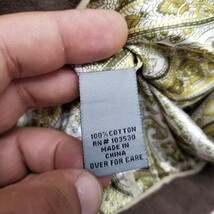 100% COTTON
RN# 103530
MADE IN
CHINA
OVER FOR CARE